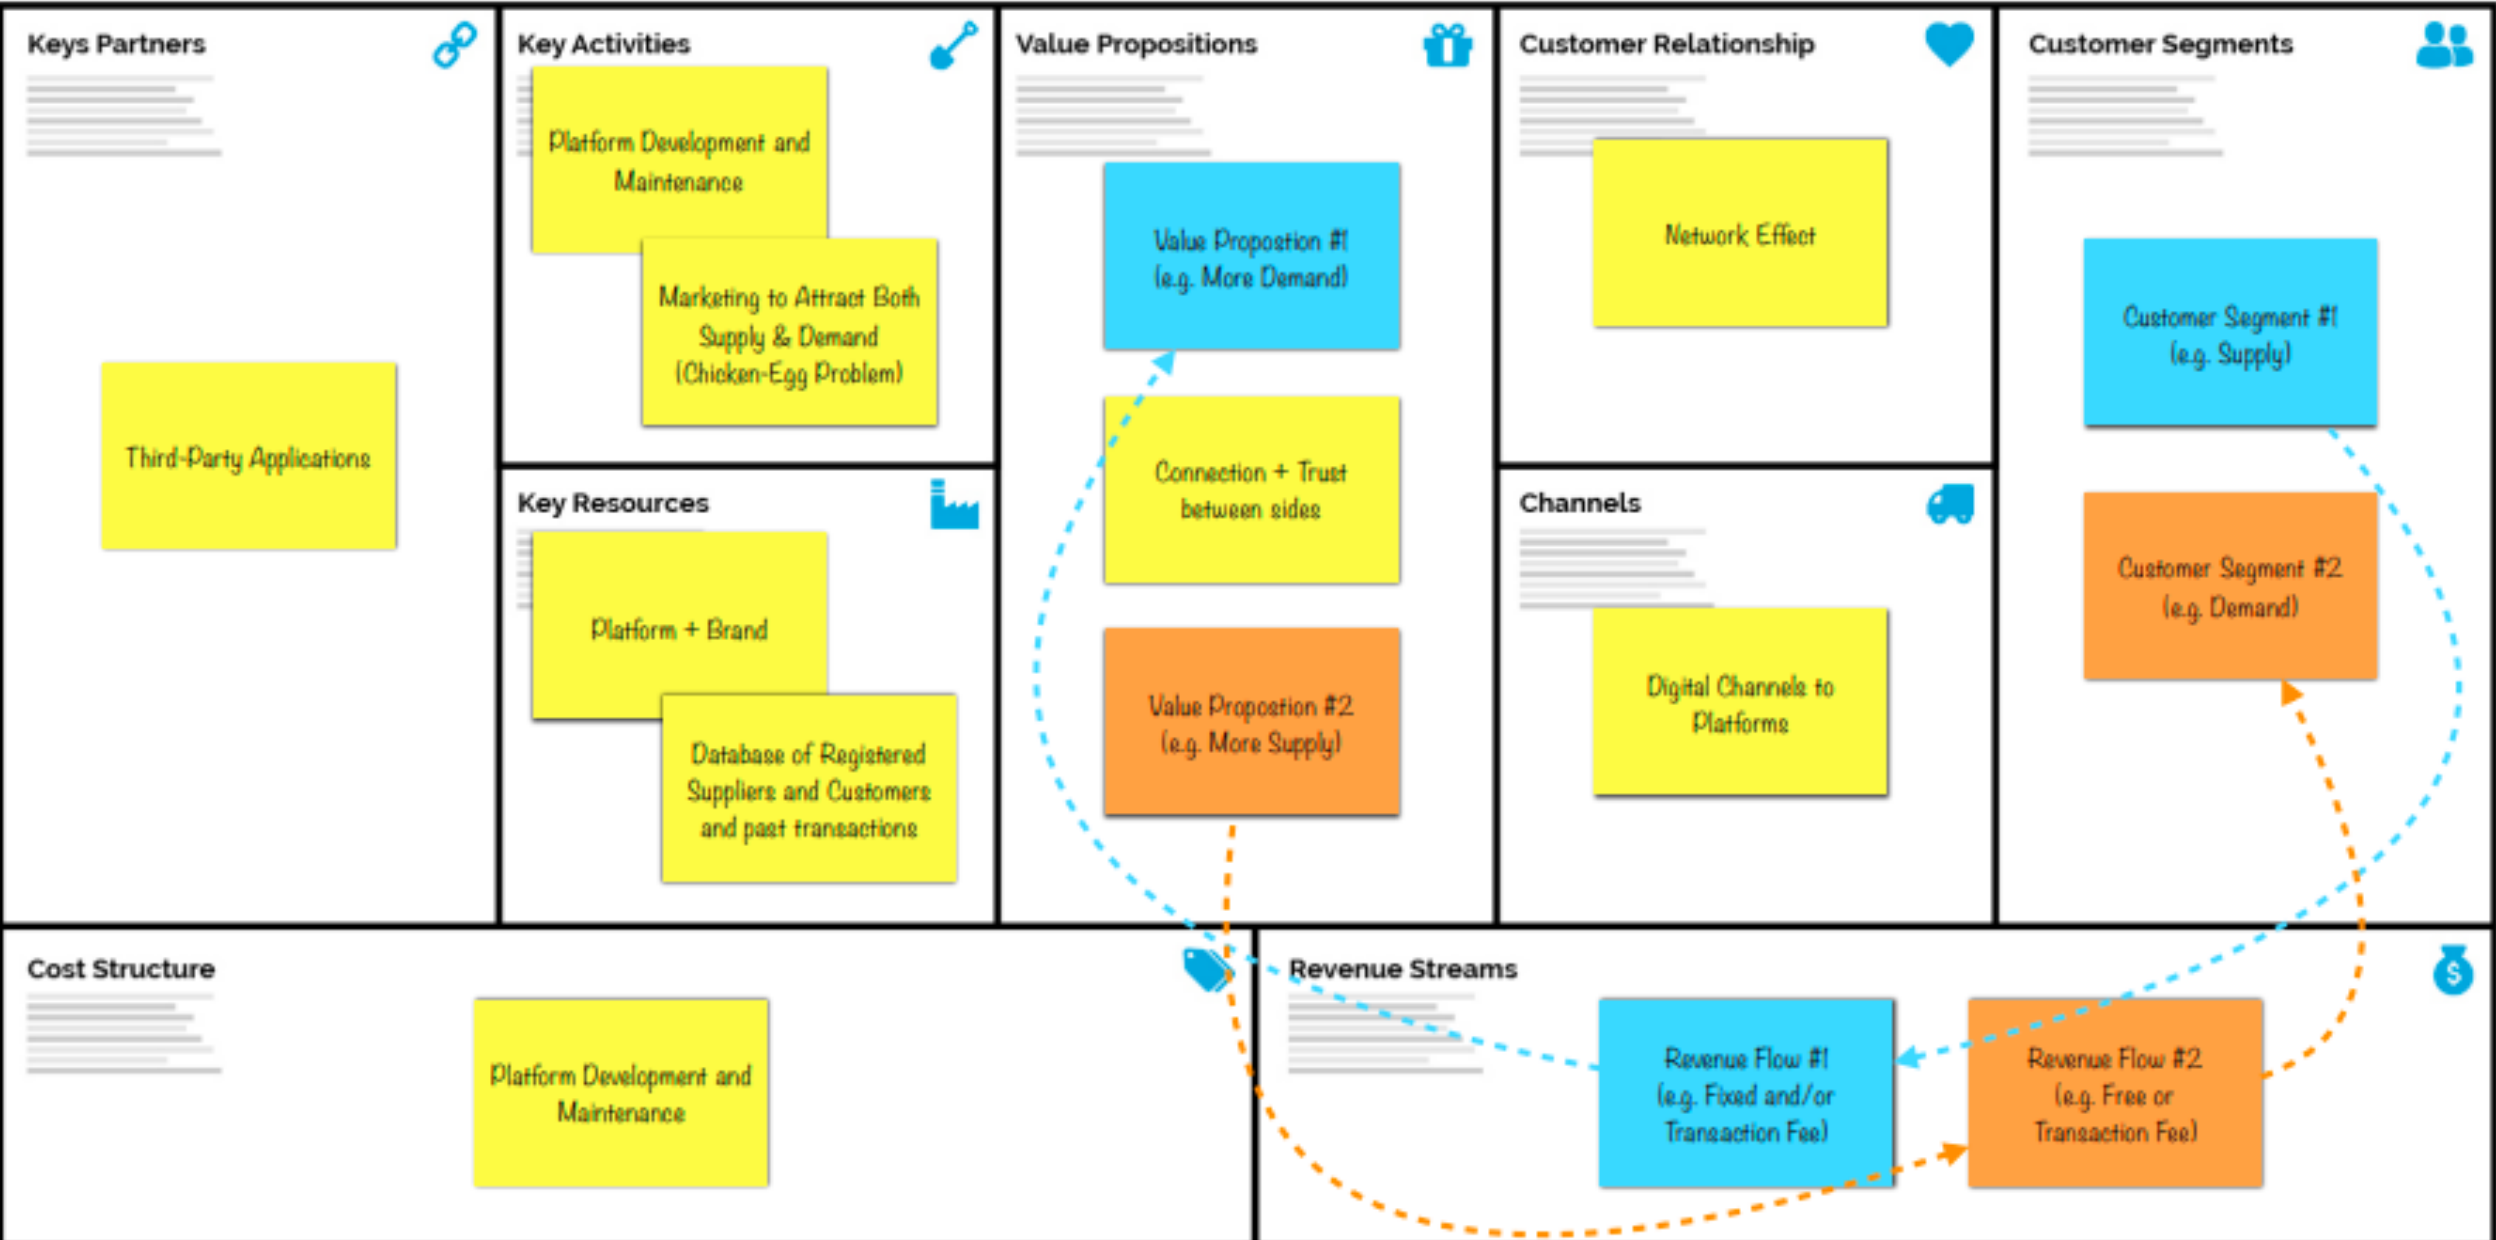 Keys Partners
Third-Party Applications
Key Activities
Platform Development and
Maintenance
Marketing to Attract Both
Supply & Demand
(Chicken-Egg Problem)
Key Resources
Platform + Brand
Database of Registered
Suppliers and Customers
and past transactions
Value Propositions
Value Propostion #1
(e.g. More Demand)
Connection + Trust
between sides
Value Propostion #2
(e.g. More Supply)
Customer Relationship
Network Effect
Channels
Digital Channels to
Platforms
Customer Segments
Customer Segment #1
(e.g. Supply)
Customer Segment #2
(e.g. Demand)
Cost Structure
Platform Development and
Maintenance
Revenue Streams
Revenue Flow #1
(e.g. Fixed and/or
Transaction Fee)
Revenue Flow #2
(e.g. Free or
Transaction Fee)
$